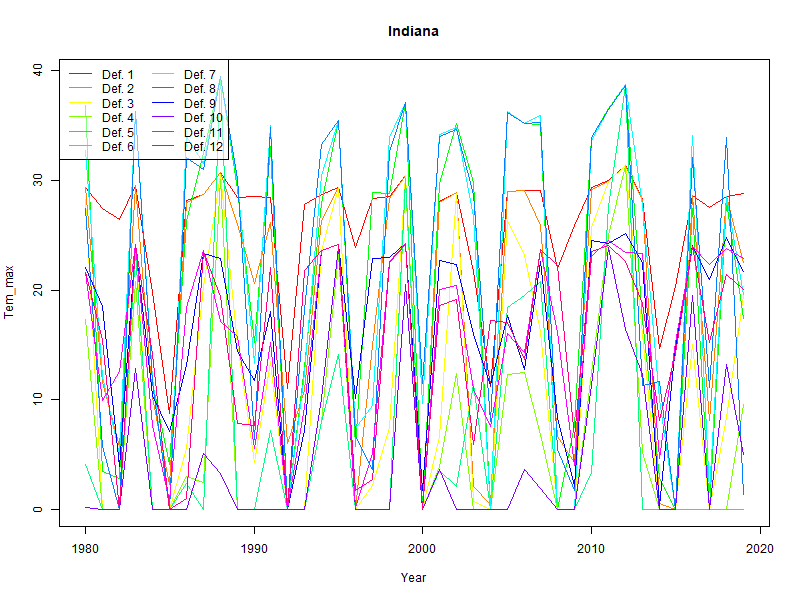 Indiana
Def. 1 Def. 7
Def. 2 Def. 8
Def. 3 Def. 9
Def. 4 Def. 10
Def. 5 Def. 11
Def. 6 Def. 12
40
30
20
10
0
Tem_max
1980 1990 2000 2010 2020
Year